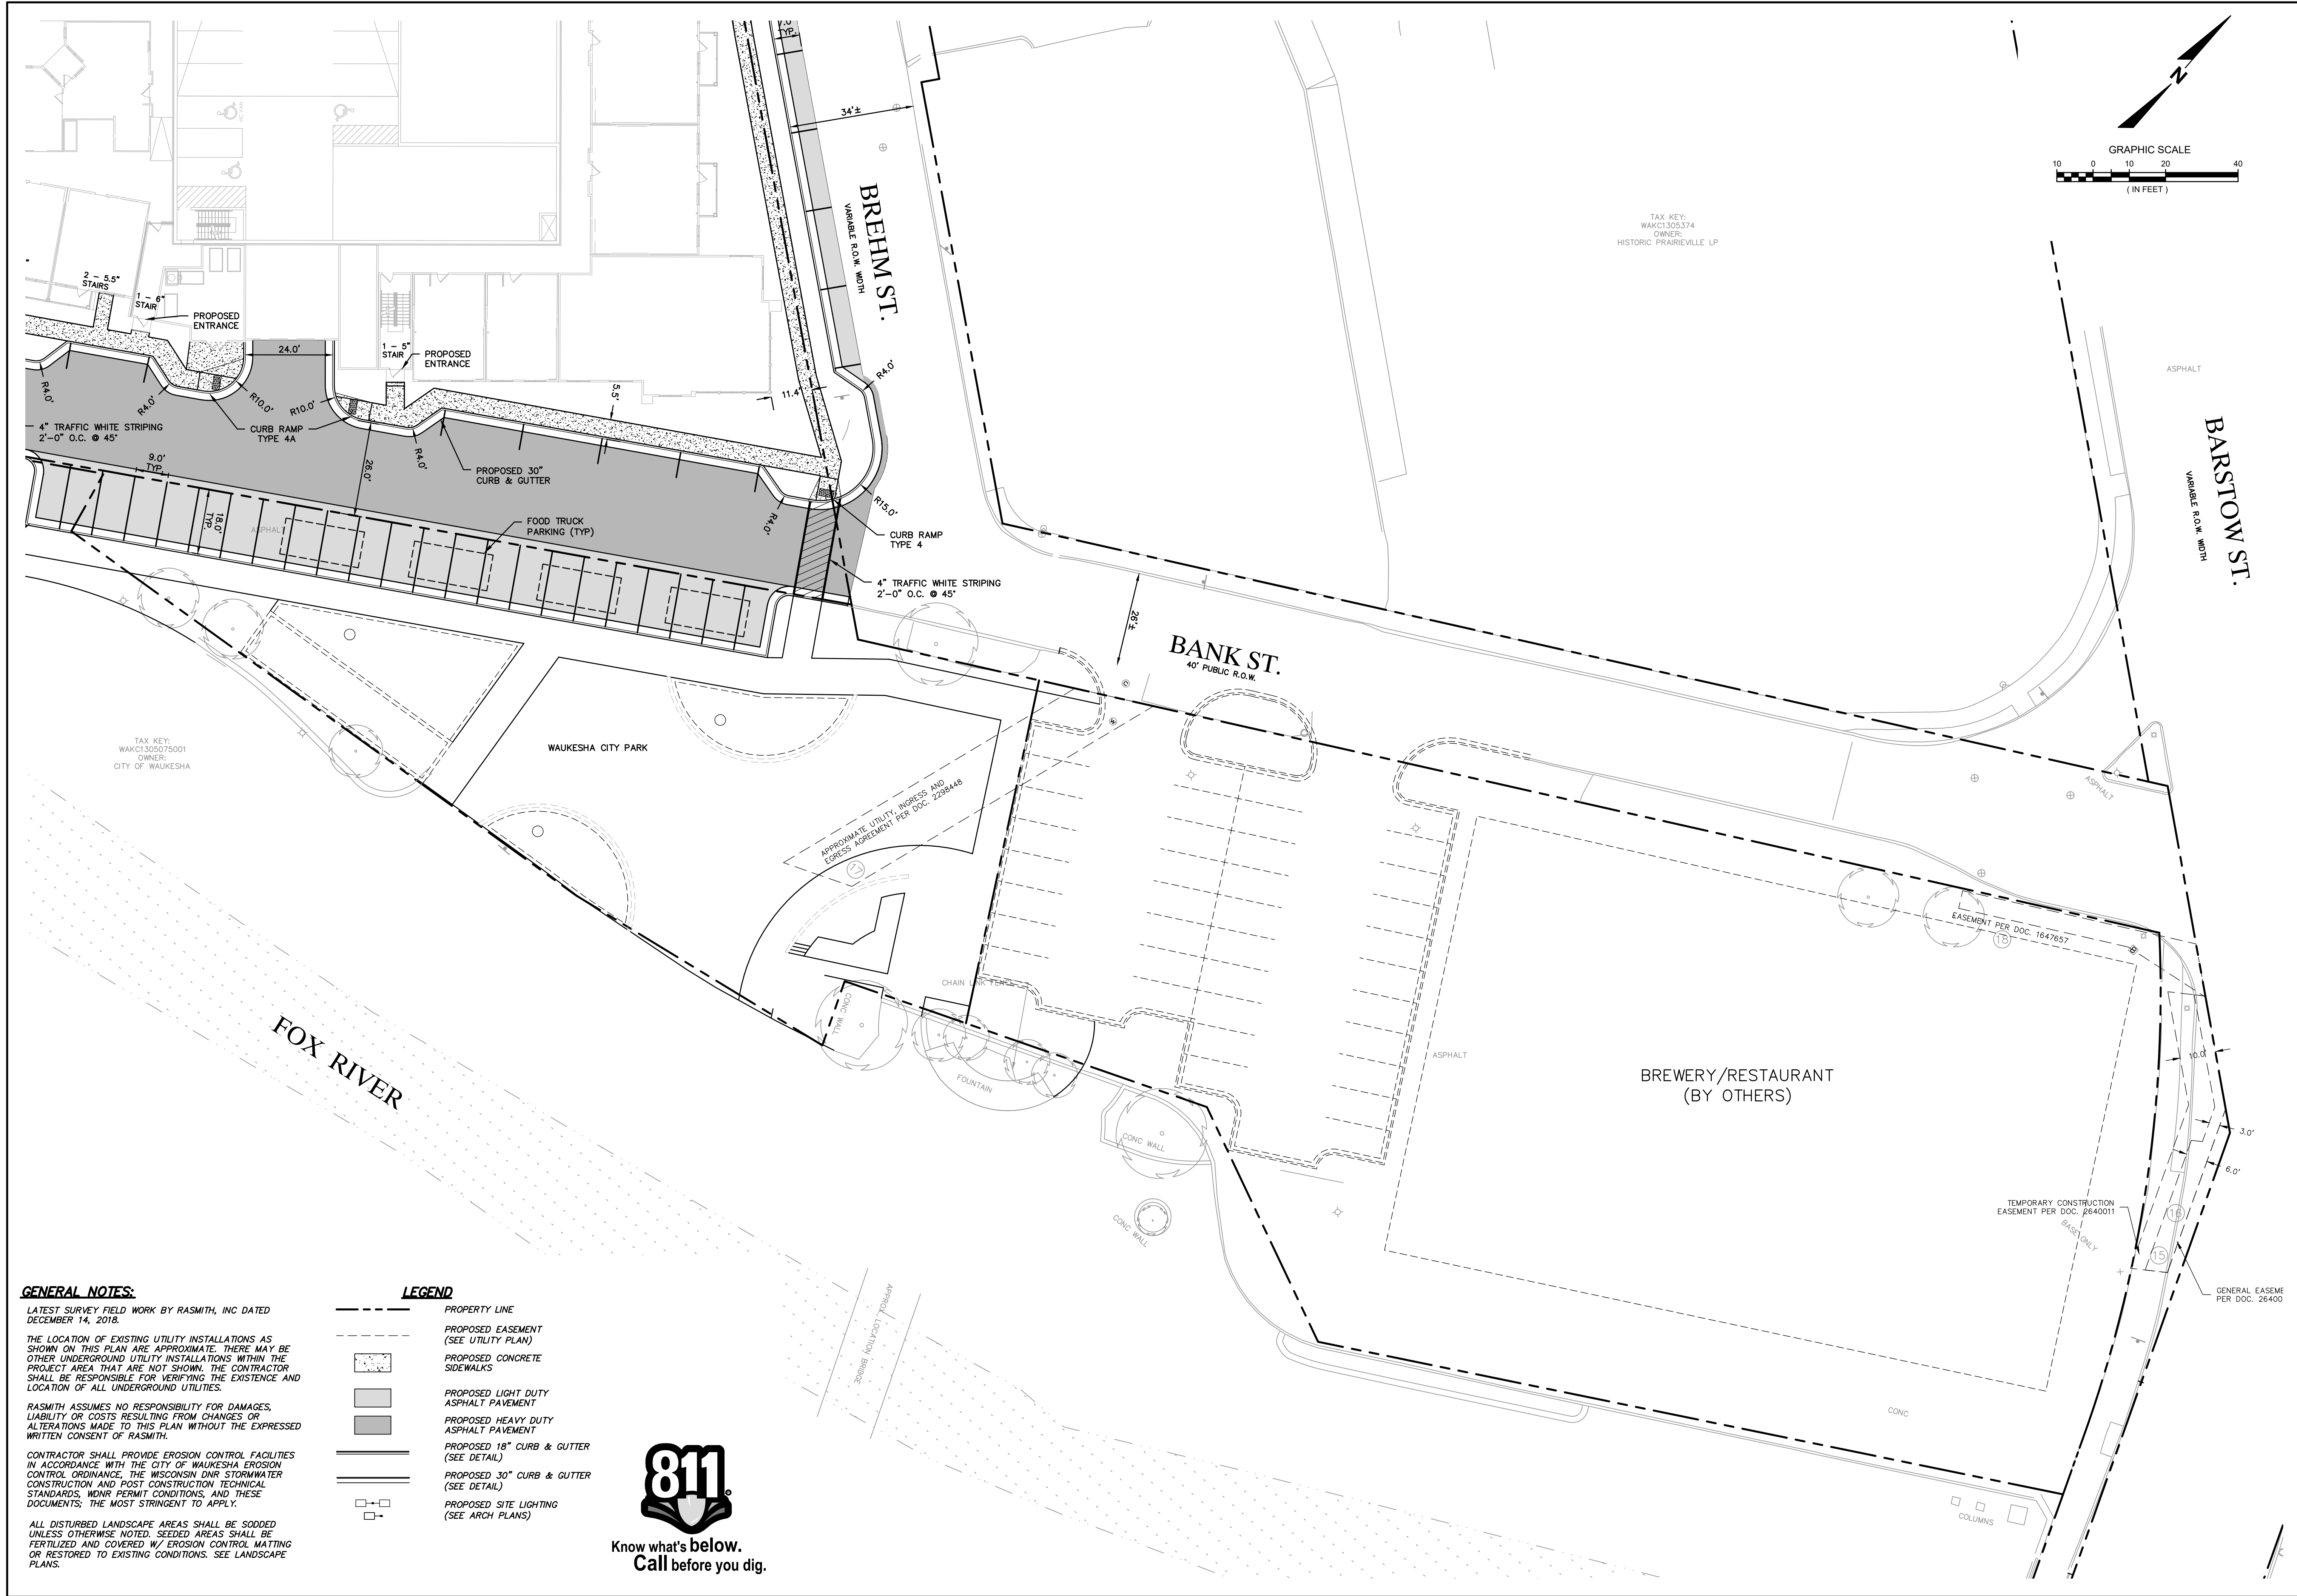 TYP.
34'±
BREHM ST.
VARIABLE R.O.W. WIDTH
N
GRAPHIC SCALE
10 0 10 20 40
( IN FEET )
TAX KEY:
WAKC1305374
OWNER:
HISTORIC PRAIRIEVILLE LP
2 - 5.5"
STAIRS
1 - 6"
STAIR
PROPOSED
ENTRANCE
24.0'
1 - 5"
STAIR
PROPOSED
ENTRANCE
5.5'
11.4'
R4.0'
ASPHALT
BARSTOW ST.
VARIABLE R.O.W. WIDTH
R4.0'
R4.0'
R10.0'
R10.0'
R4.0'
4" TRAFFIC WHITE STRIPING
2'-0" O.C. @ 45°
CURB RAMP
TYPE 4A
9.0'
TYP.
26.0'
PROPOSED 30"
CURB & GUTTER
18.0'
TYP.
ASPHALT
FOOD TRUCK
PARKING (TYP)
R4.0'
R15.0'
CURB RAMP
TYPE 4
4" TRAFFIC WHITE STRIPING
2'-0" O.C. @ 45°
26'±
BANK ST.
40' PUBLIC R.O.W.
TAX KEY:
WAKC1305075001
OWNER:
CITY OF WAUKESHA
WAUKESHA CITY PARK
APPROXIMATE UTILITY, INGRESS AND
EGRESS AGREEMENT PER DOC. 2298448
17
ASPHALT
EASEMENT PER DOC. 1647657
18
CHAIN LINK FENCE
CONC WALL
FOUNTAIN
CONC WALL
CONC WALL
ASPHALT
BREWERY/RESTAURANT
(BY OTHERS)
10.0'
3.0'
6.0'
TEMPORARY CONSTRUCTION
EASEMENT PER DOC. 2640011
BASE ONLY
16
15
GENERAL EASEME
PER DOC. 26400
FOX RIVER
APPROX. LOCATION BRIDGE
CONC
COLUMNS
GENERAL NOTES:
LATEST SURVEY FIELD WORK BY RASMITH, INC DATED
DECEMBER 14, 2018.
THE LOCATION OF EXISTING UTILITY INSTALLATIONS AS
SHOWN ON THIS PLAN ARE APPROXIMATE. THERE MAY BE
OTHER UNDERGROUND UTILITY INSTALLATIONS WITHIN THE
PROJECT AREA THAT ARE NOT SHOWN. THE CONTRACTOR
SHALL BE RESPONSIBLE FOR VERIFYING THE EXISTENCE AND
LOCATION OF ALL UNDERGROUND UTILITIES.
RASMITH ASSUMES NO RESPONSIBILITY FOR DAMAGES,
LIABILITY OR COSTS RESULTING FROM CHANGES OR
ALTERATIONS MADE TO THIS PLAN WITHOUT THE EXPRESSED
WRITTEN CONSENT OF RASMITH.
CONTRACTOR SHALL PROVIDE EROSION CONTROL FACILITIES
IN ACCORDANCE WITH THE CITY OF WAUKESHA EROSION
CONTROL ORDINANCE, THE WISCONSIN DNR STORMWATER
CONSTRUCTION AND POST CONSTRUCTION TECHNICAL
STANDARDS, WDNR PERMIT CONDITIONS, AND THESE
DOCUMENTS; THE MOST STRINGENT TO APPLY.
ALL DISTURBED LANDSCAPE AREAS SHALL BE SODDED
UNLESS OTHERWISE NOTED. SEEDED AREAS SHALL BE
FERTILIZED AND COVERED W/ EROSION CONTROL MATTING
OR RESTORED TO EXISTING CONDITIONS. SEE LANDSCAPE
PLANS.
LEGEND
PROPERTY LINE
PROPOSED EASEMENT
(SEE UTILITY PLAN)
PROPOSED CONCRETE
SIDEWALKS
PROPOSED LIGHT DUTY
ASPHALT PAVEMENT
PROPOSED HEAVY DUTY
ASPHALT PAVEMENT
PROPOSED 18" CURB & GUTTER
(SEE DETAIL)
PROPOSED 30" CURB & GUTTER
(SEE DETAIL)
PROPOSED SITE LIGHTING
(SEE ARCH PLANS)
811
Know what's below.
Call before you dig.